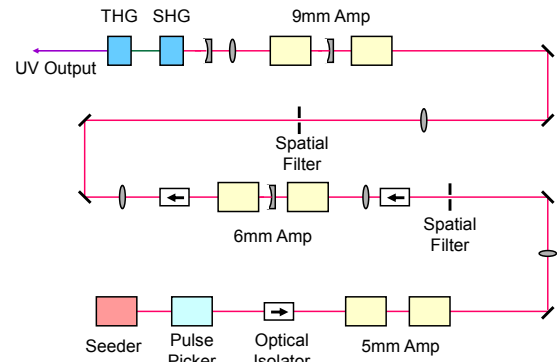 THG SHG 9mm Amp
UV Output
Spatial
Filter
6mm Amp
Spatial
Filter
Seeder Pulse Optical 5mm Amp
Picker Isolator